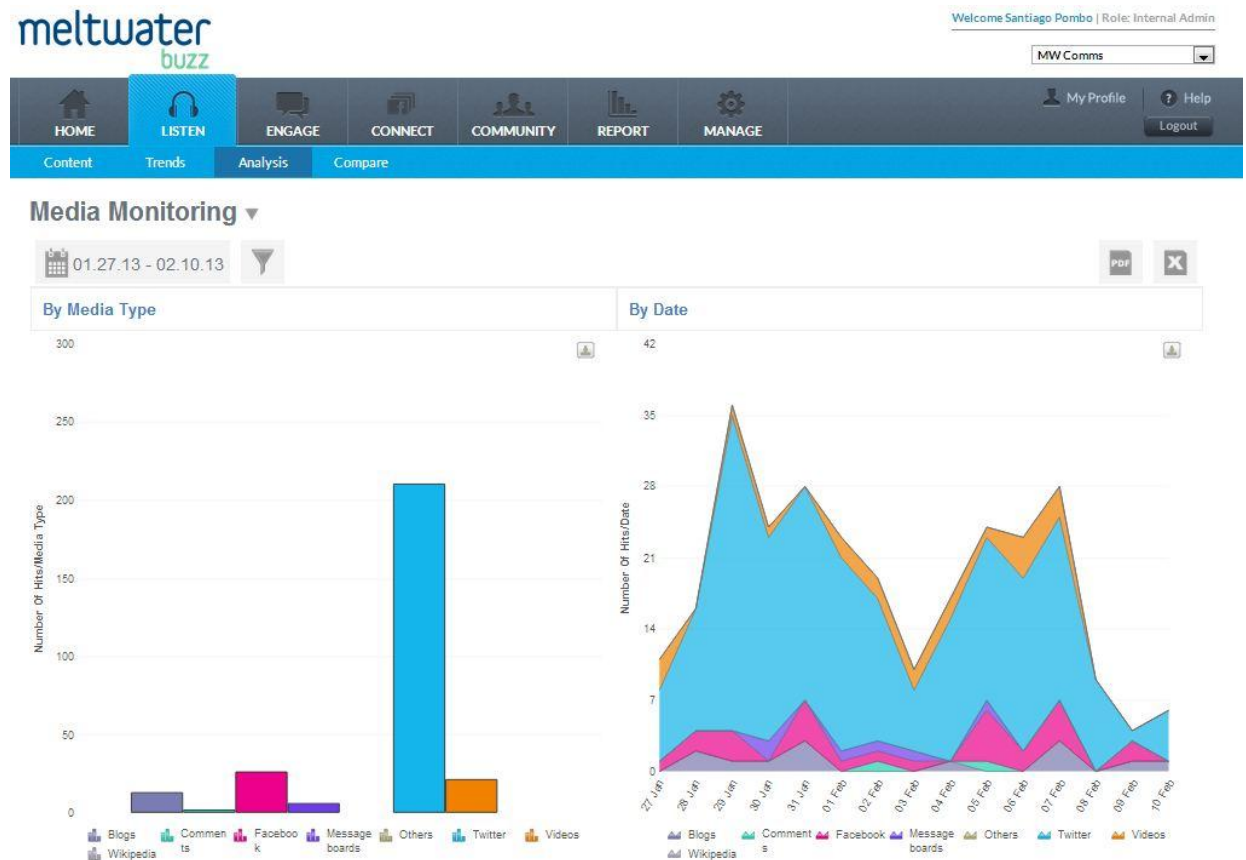 meltwater
buzz
Welcome Santiago Pombo | Role: Internal Admin
MW Comms
HOME
LISTEN
ENGAGE
CONNECT
COMMUNITY
REPORT
MANAGE
My Profile
? Help
Logout
Content Trends Analysis Compare
Media Monitoring
01.27.13 - 02.10.13
PDF
X
By Media Type
300
250
200
150
100
50
0
Number Of Hits/Media Type
Blogs Commen Faceboo Message Others Twitter Videos
ts k boards
Wikipedia
By Date
42
35
28
21
14
7
0
Number Of Hits/Date
27 Jan 28 Jan 29 Jan 30 Jan 31 Jan 01 Feb 02 Feb 03 Feb 04 Feb 05 Feb 06 Feb 07 Feb 08 Feb 09 Feb 10 Feb
Blogs Comment Facebook Message Others Twitter Videos
s boards
Wikipedia